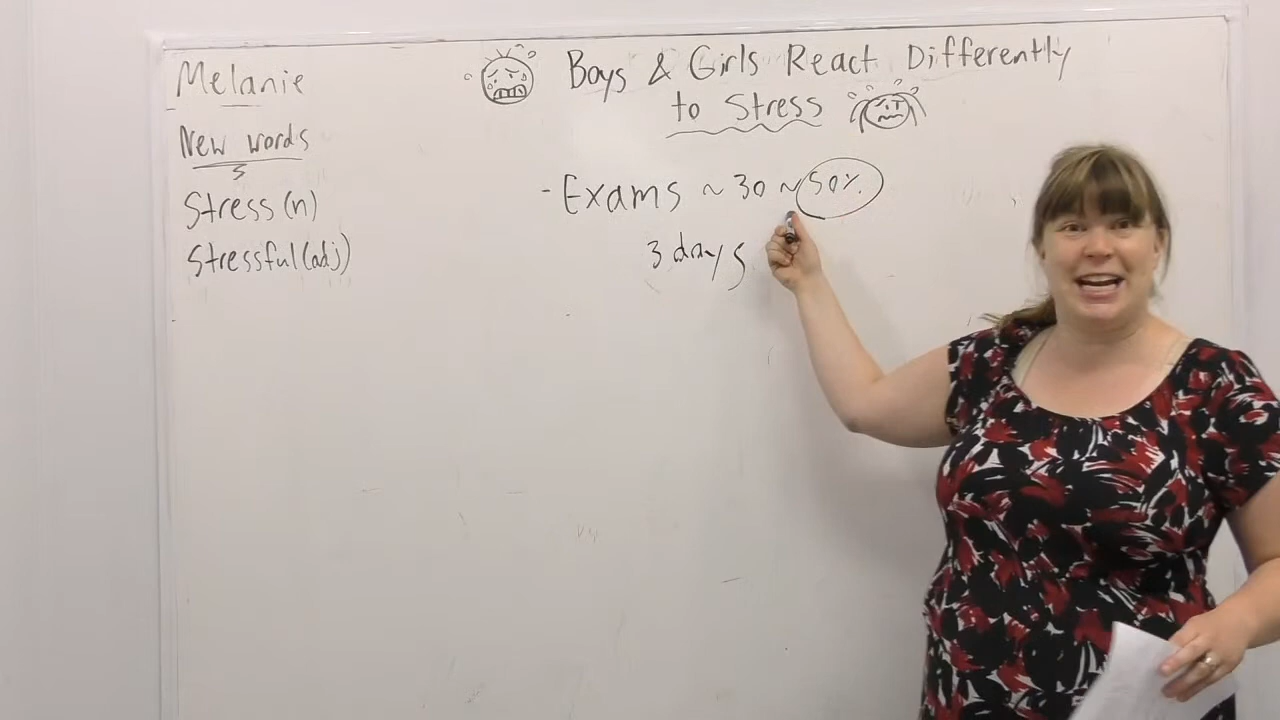 Melanie
New words
Stress (n)
Stressful (adj)
Boys & Girls React Differently
to Stress
- Exams ~ 30 ~ 50%
3 days